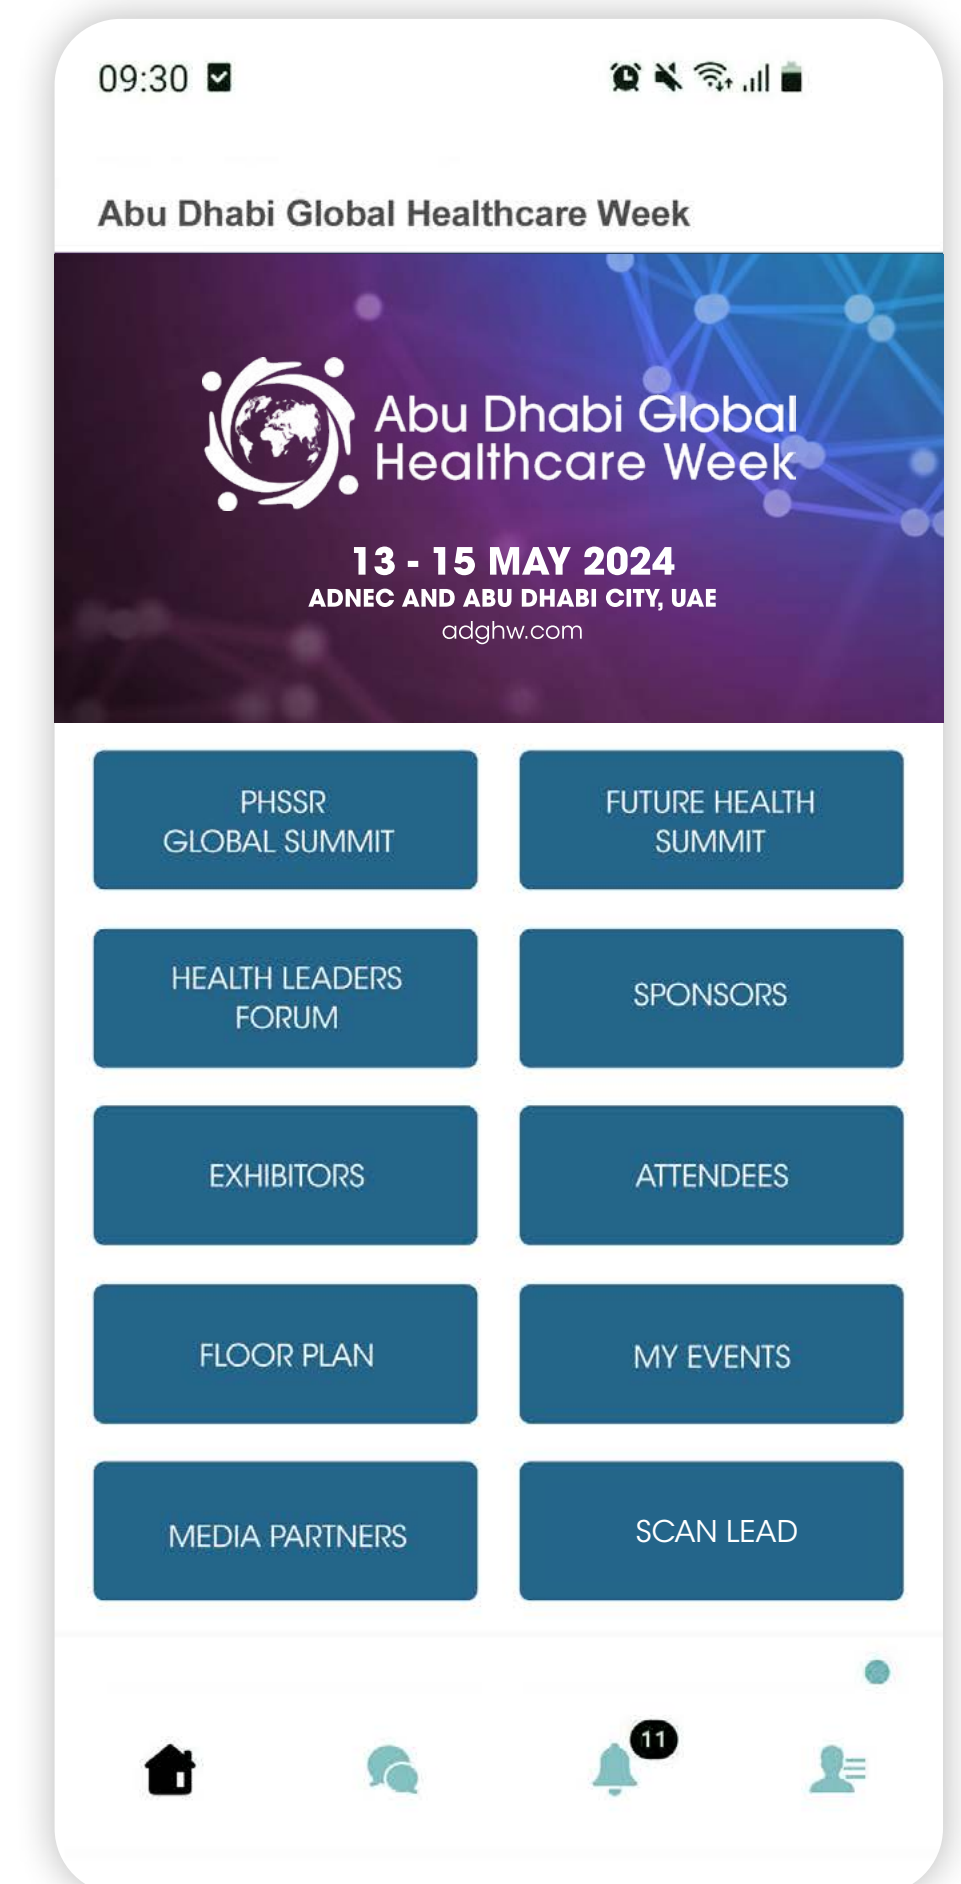 09:30
Abu Dhabi Global Healthcare Week
Abu Dhabi Global
Healthcare Week
13 - 15 MAY 2024
ADNEC AND ABU DHABI CITY, UAE
adghw.com
PHSSR
GLOBAL SUMMIT
FUTURE HEALTH
SUMMIT
HEALTH LEADERS
FORUM
SPONSORS
EXHIBITORS
ATTENDEES
FLOOR PLAN
MY EVENTS
MEDIA PARTNERS
SCAN LEAD
11